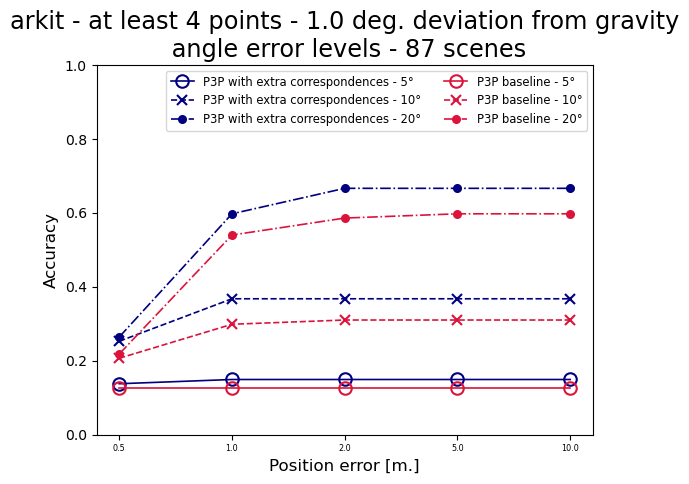 arkit - at least 4 points - 1.0 deg. deviation from gravity
angle error levels - 87 scenes
P3P with extra correspondences - 5°
P3P with extra correspondences - 10°
P3P with extra correspondences - 20°
P3P baseline - 5°
P3P baseline - 10°
P3P baseline - 20°
Accuracy
1.0
0.8
0.6
0.4
0.2
0.0
0.5 1.0 2.0 5.0 10.0
Position error [m.]